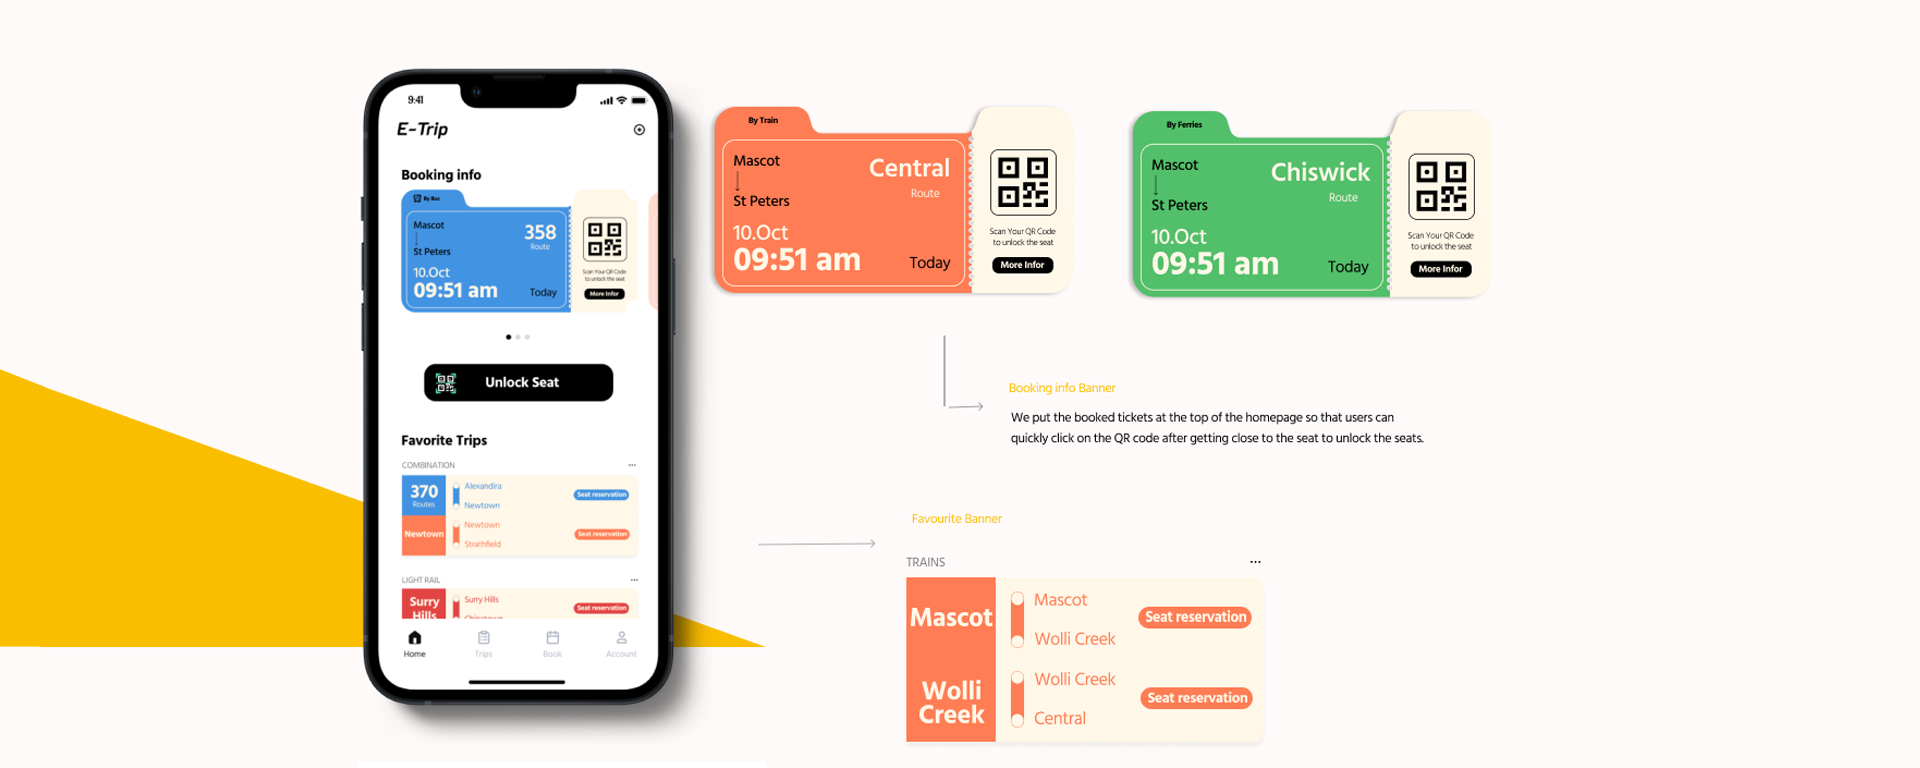 9:41
E-Trip
Booking info
By Bus
Mascot
358
Route
St Peters
10.Oct
09:51 am
Today
Scan Your QR Code
to unlock the seat
More Infor
Unlock Seat
Favorite Trips
COMBINATION
370
Routes
Alexandira
Newtown
Seat reservation
Newtown
Newtown
Strathfield
Seat reservation
LIGHT RAIL
Surry
Hills
Surry Hills
Chinatown
Seat reservation
Home
Trips
Book
Account
By Train
Mascot
Central
Route
St Peters
10.Oct
09:51 am
Today
Scan Your QR Code
to unlock the seat
More Infor
By Ferries
Mascot
Chiswick
Route
St Peters
10.Oct
09:51 am
Today
Scan Your QR Code
to unlock the seat
More Infor
Booking info Banner
We put the booked tickets at the top of the homepage so that users can
quickly click on the QR code after getting close to the seat to unlock the seats.
Favourite Banner
TRAINS
Mascot
Mascot
Wolli Creek
Seat reservation
Wolli
Creek
Wolli Creek
Central
Seat reservation